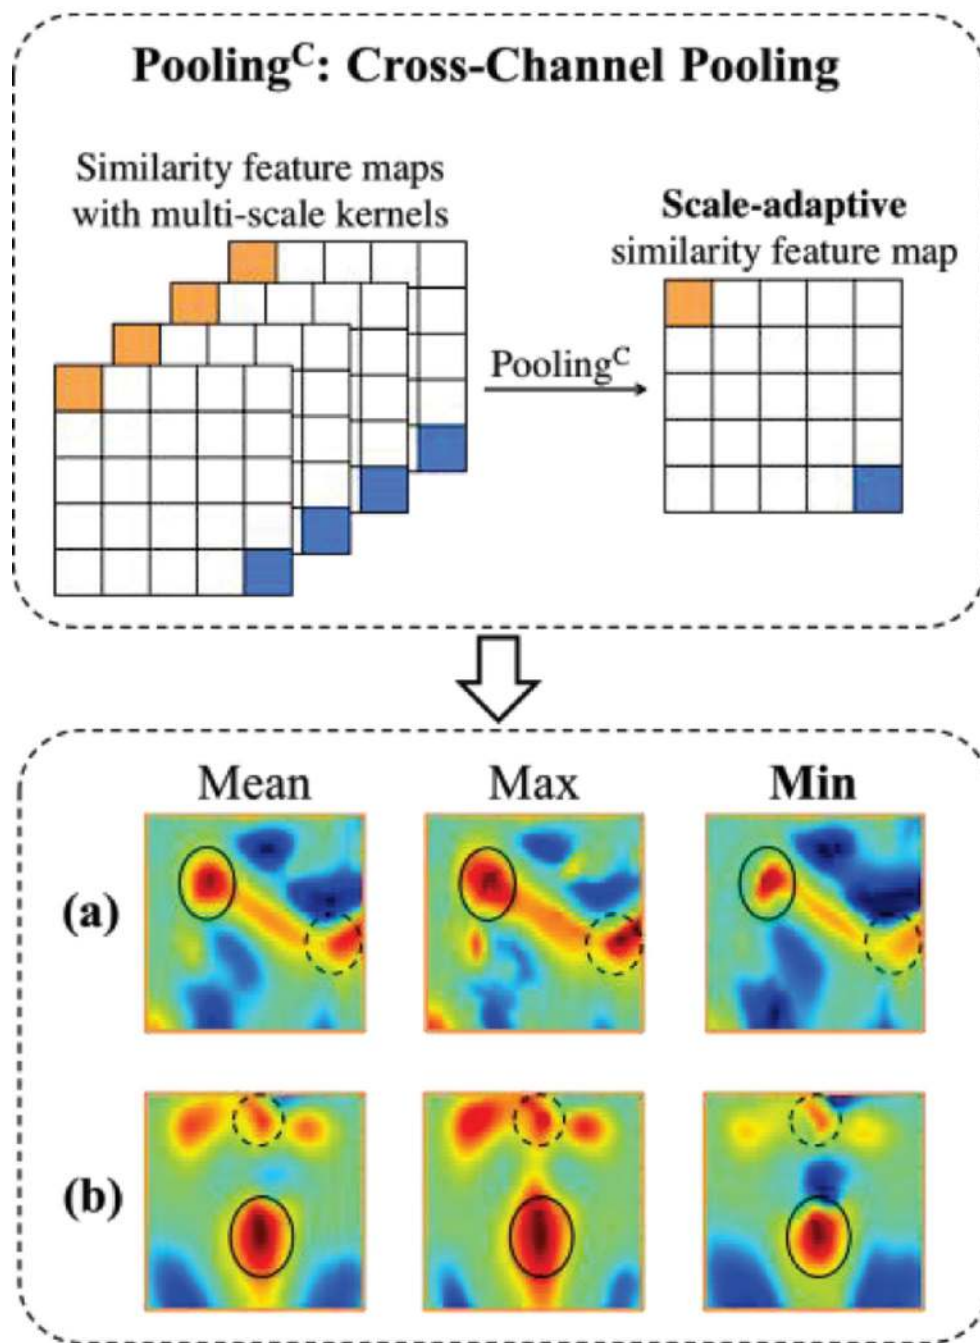 Pooling^C: Cross-Channel Pooling
Similarity feature maps
with multi-scale kernels
Scale-adaptive
similarity feature map
Pooling^C
Mean Max Min
(a)
(b)